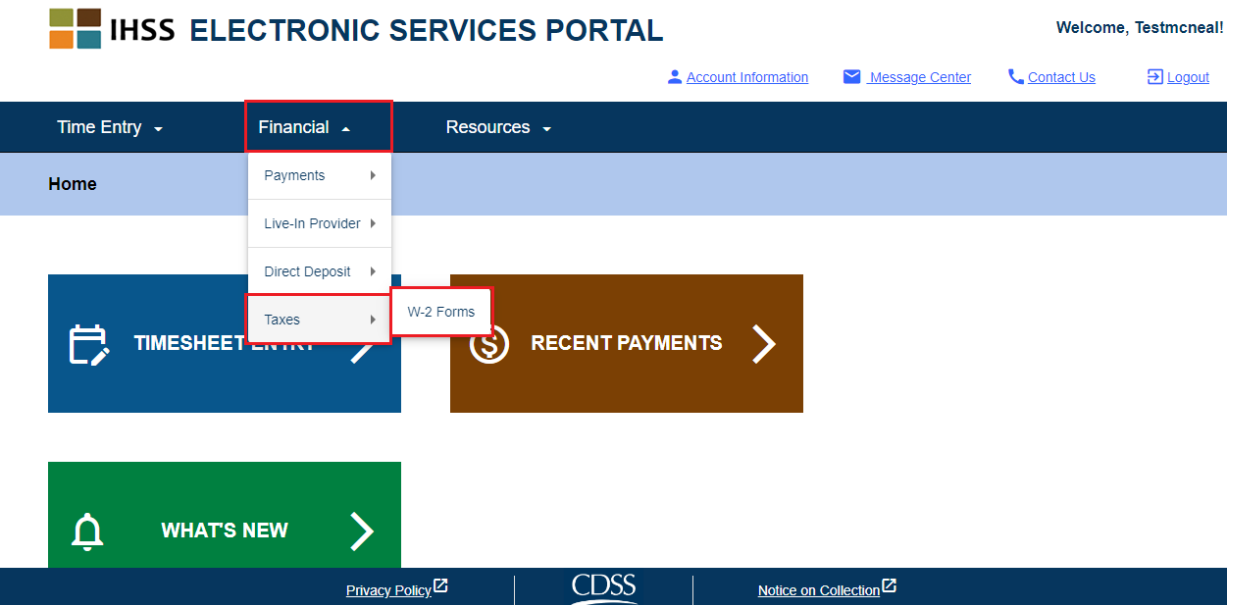 IHSS ELECTRONIC SERVICES PORTAL
Welcome, Testmcneal!
Account Information Message Center Contact Us Logout
Time Entry Financial Resources
Home
Payments
Live-In Provider
Direct Deposit
Taxes
W-2 Forms
TIMESHEET ENTRY
RECENT PAYMENTS
WHAT'S NEW
Privacy Policy CDSS Notice on Collection